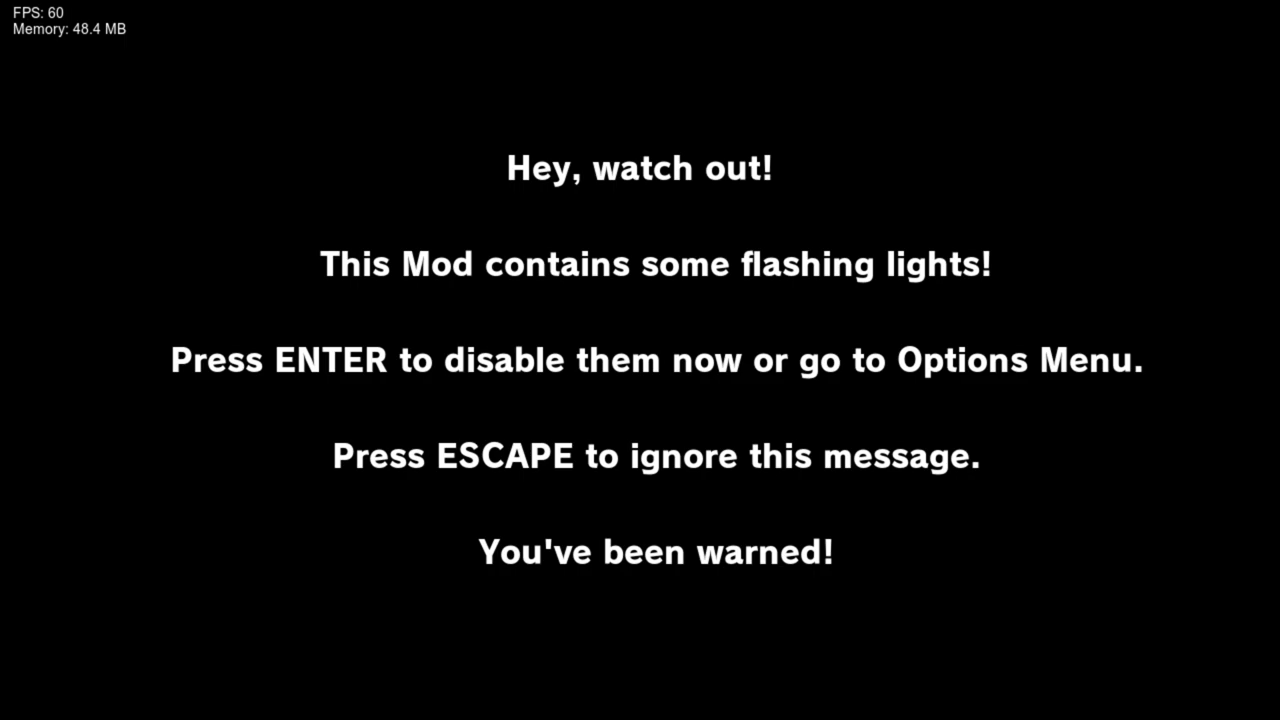 FPS: 60
Memory: 48.4 MB
Hey, watch out!
This Mod contains some flashing lights!
Press ENTER to disable them now or go to Options Menu.
Press ESCAPE to ignore this message.
You've been warned!